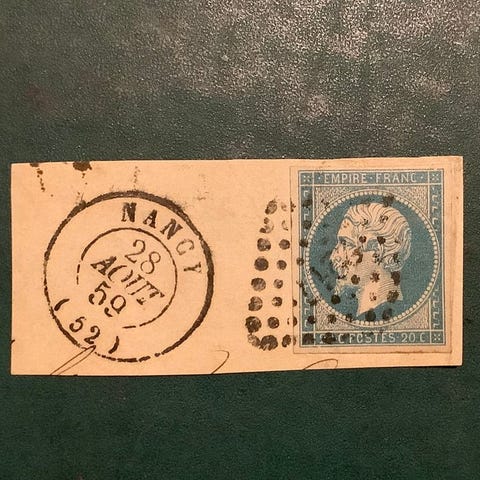 NANCY
28
AOUT
59
(52)
EMPIRE FRANC
POSTES 20 C